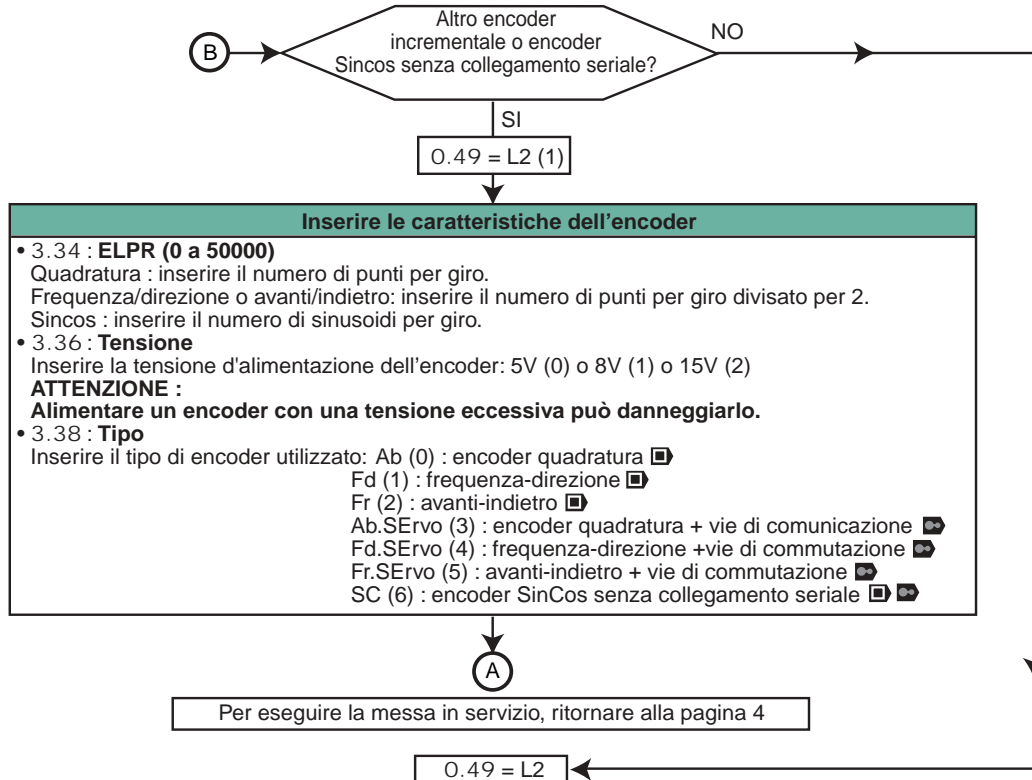 Altro encoder
incrementale o encoder
Sincos senza collegamento seriale?
NO
B
SI
0.49 = L2 (1)
Inserire le caratteristiche dell'encoder
• 3.34 : ELPR (0 a 50000)
Quadratura : inserire il numero di punti per giro.
Frequenza/direzione o avanti/indietro: inserire il numero di punti per giro divisato per 2.
Sincos : inserire il numero di sinusoidi per giro.
• 3.36 : Tensione
Inserire la tensione d'alimentazione dell'encoder: 5V (0) o 8V (1) o 15V (2)
ATTENZIONE :
Alimentare un encoder con una tensione eccessiva può danneggiarlo.
• 3.38 : Tipo
Inserire il tipo di encoder utilizzato: Ab (0) : encoder quadratura
Fd (1) : frequenza-direzione
Fr (2) : avanti-indietro
Ab.SErvo (3) : encoder quadratura + vie di comunicazione
Fd.SErvo (4) : frequenza-direzione +vie di commutazione
Fr.SErvo (5) : avanti-indietro + vie di commutazione
SC (6) : encoder SinCos senza collegamento seriale
A
Per eseguire la messa in servizio, ritornare alla pagina 4
0.49 = L2